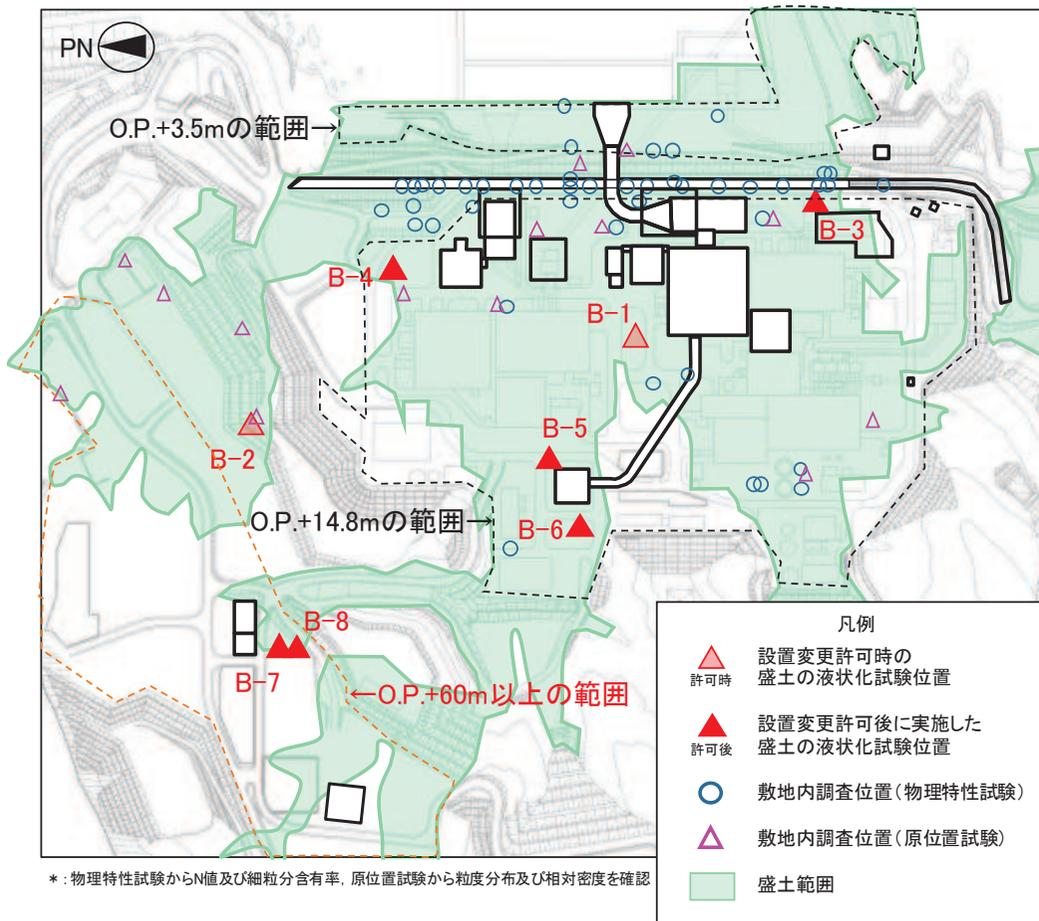 PN
O.P.+3.5mの範囲→
B-3
B-4
B-1
B-2
B-5
O.P.+14.8mの範囲→
B-6
B-8
B-7
←O.P.+60m以上の範囲
凡例
許可時
設置変更許可時の
盛土の液状化試験位置
許可後
設置変更許可後に実施した
盛土の液状化試験位置
敷地内調査位置（物理特性試験）
敷地内調査位置（原位置試験）
盛土範囲
＊：物理特性試験からN値及び細粒分含有率，原位置試験から粒度分布及び相対密度を確認